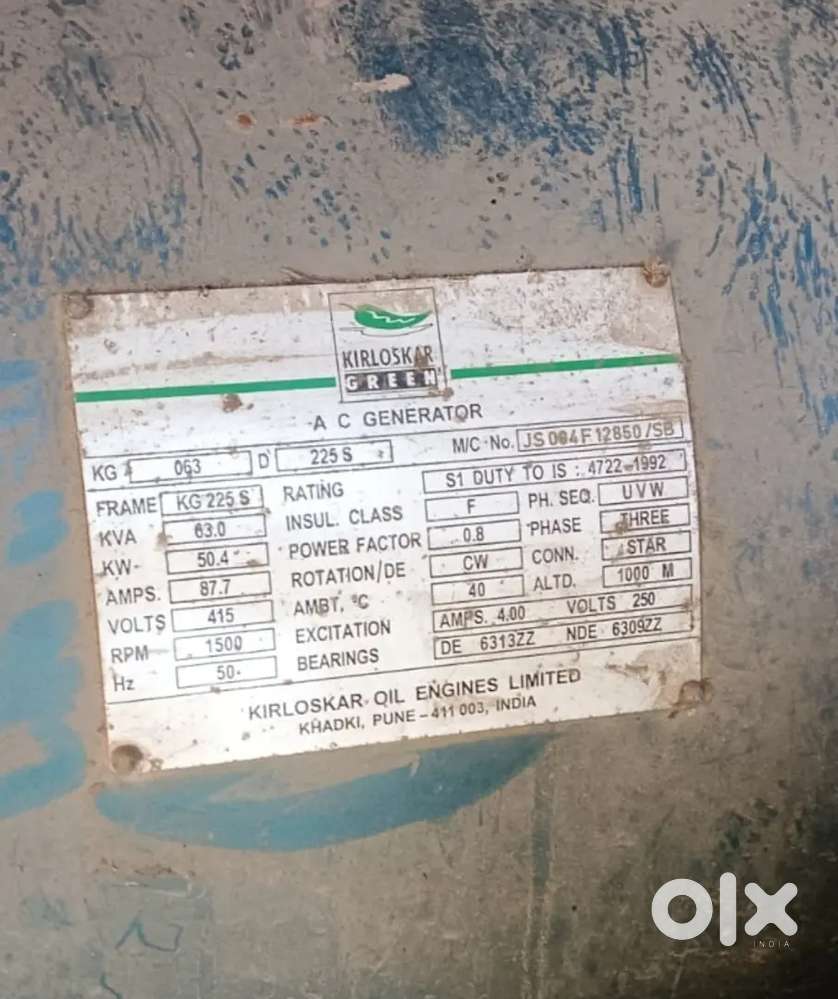 KIRLOSKAR
GREEN
A C GENERATOR
KG 063 D 225 S M/C No. JS 004 F 12850/SB
FRAME KG 225 S RATING S1 DUTY TO IS : 4722-1992
KVA 63.0 INSUL. CLASS F PH. SEQ. U V W
KW 50.4 POWER FACTOR 0.8 PHASE THREE
AMPS. 87.7 ROTATION/DE CW CONN. STAR
VOLTS 415 AMBT. °C 40 ALTD. 1000 M
RPM 1500 EXCITATION AMPS. 4.00 VOLTS 250
Hz 50 BEARINGS DE 6313ZZ NDE 6309ZZ
KIRLOSKAR OIL ENGINES LIMITED
KHADKI, PUNE-411 003, INDIA
olx
INDIA